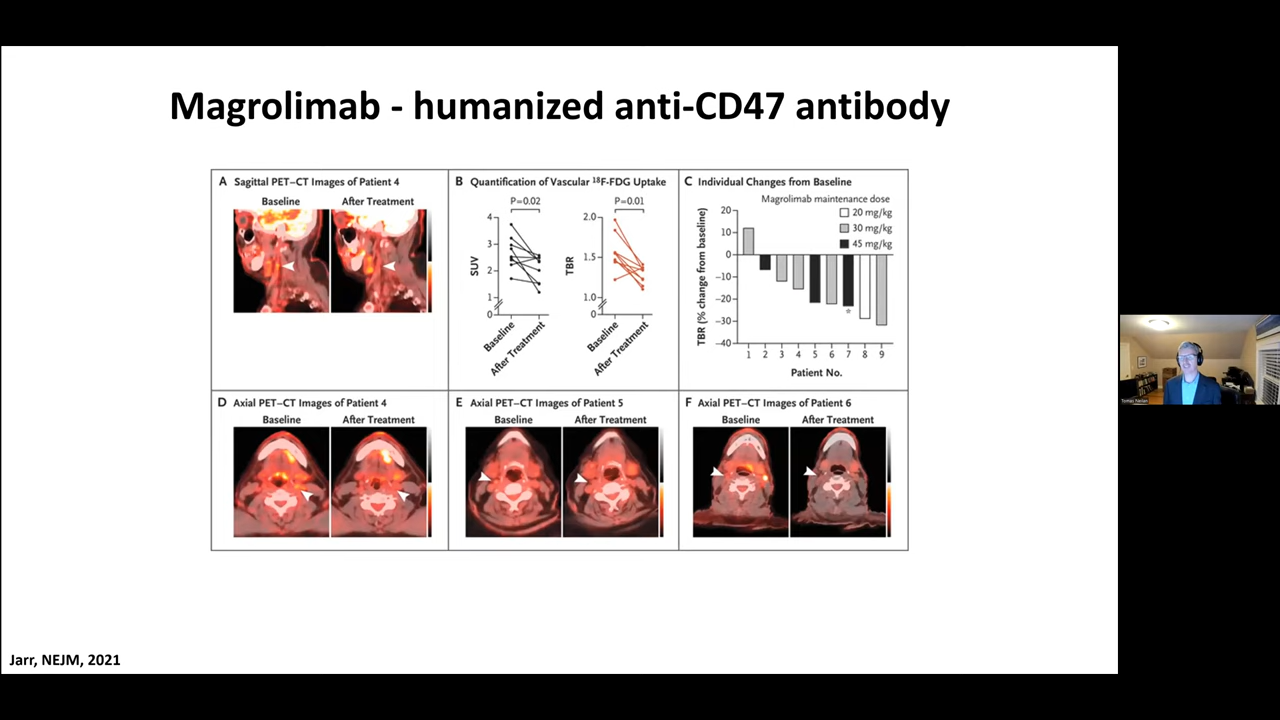 Magrolimab - humanized anti-CD47 antibody
A Sagittal PET–CT Images of Patient 4
Baseline
After Treatment
B Quantification of Vascular ¹⁸F-FDG Uptake
P=0.02
SUV
4
3
2
1
0
Baseline
After Treatment
P=0.01
TBR
2.0
1.5
1.0
0
Baseline
After Treatment
C Individual Changes from Baseline
Magrolimab maintenance dose
20 mg/kg
30 mg/kg
45 mg/kg
TBR (% change from baseline)
20
10
0
−10
−20
−30
−40
*
1 2 3 4 5 6 7 8 9
Patient No.
D Axial PET–CT Images of Patient 4
Baseline
After Treatment
E Axial PET–CT Images of Patient 5
Baseline
After Treatment
F Axial PET–CT Images of Patient 6
Baseline
After Treatment
Jarr, NEJM, 2021